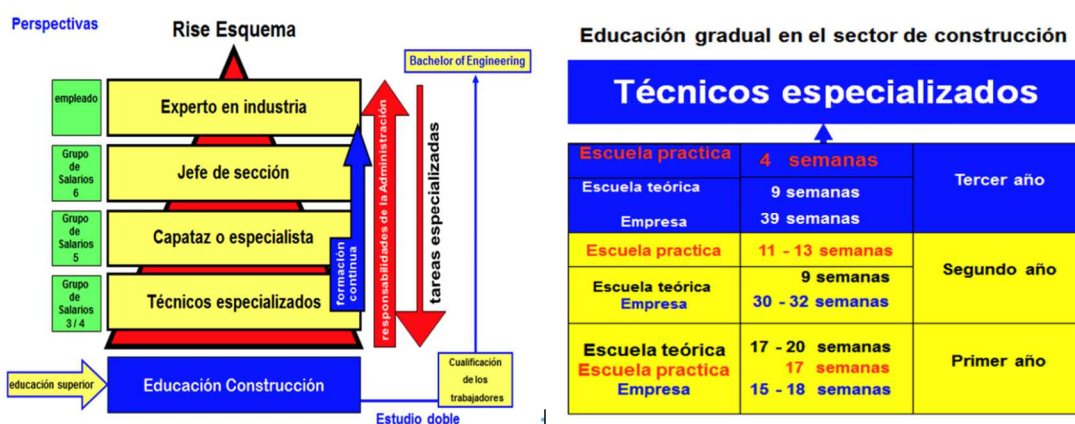 Perspectivas
Rise Esquema
Bachelor of Engineering
empleado
Experto en industria
Grupo
de
Salarios
6
Jefe de sección
Grupo
de
Salarios
5
Capataz o especialista
Grupo
de
Salarios
3 / 4
Técnicos especializados
formación
continua
responsabilidades de la Administración
tareas especializadas
educación superior
Educación Construcción
Cualificación
de los
trabajadores
Estudio doble
Educación gradual en el sector de construcción
Técnicos especializados
Escuela practica 4 semanas
Escuela teórica 9 semanas
Empresa 39 semanas
Tercer año
Escuela practica 11 - 13 semanas
Escuela teórica 9 semanas
Empresa 30 - 32 semanas
Segundo año
Escuela teórica 17 - 20 semanas
Escuela practica 17 semanas
Empresa 15 - 18 semanas
Primer año